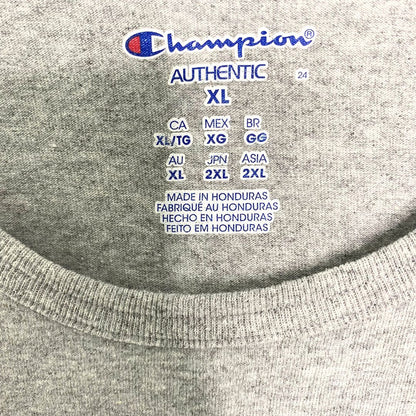 Champion®
AUTHENTIC 24
XL
CA MEX BR
XL/TG XG GG
AU JPN ASIA
XL 2XL 2XL
MADE IN HONDURAS
FABRIQUÉ AU HONDURAS
HECHO EN HONDURAS
FEITO EM HONDURAS